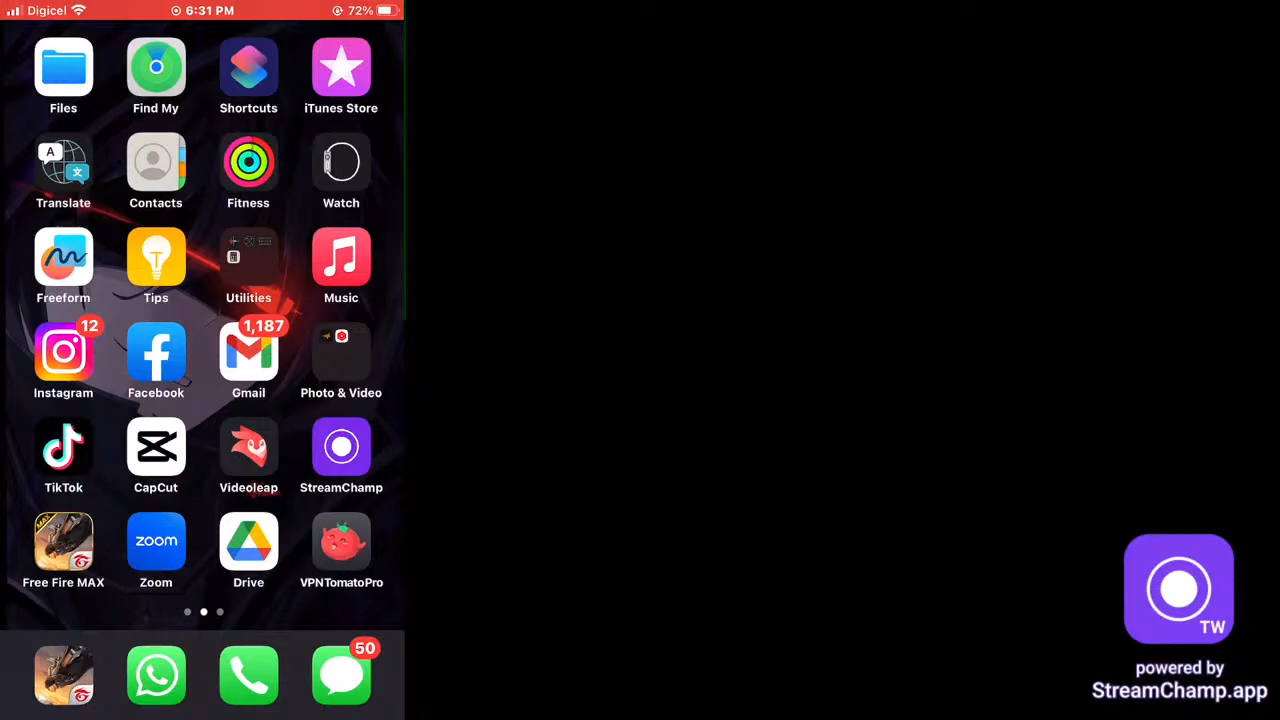 Digicel 6:31 PM 72%
Files Find My Shortcuts iTunes Store
A 文
Translate Contacts Fitness Watch
Freeform Tips Utilities Music
12 1,187
Instagram Facebook Gmail Photo & Video
TikTok CapCut Videoleap StreamChamp
MAX zoom
Free Fire MAX Zoom Drive VPNTomatoPro
50
TW
powered by
StreamChamp.app